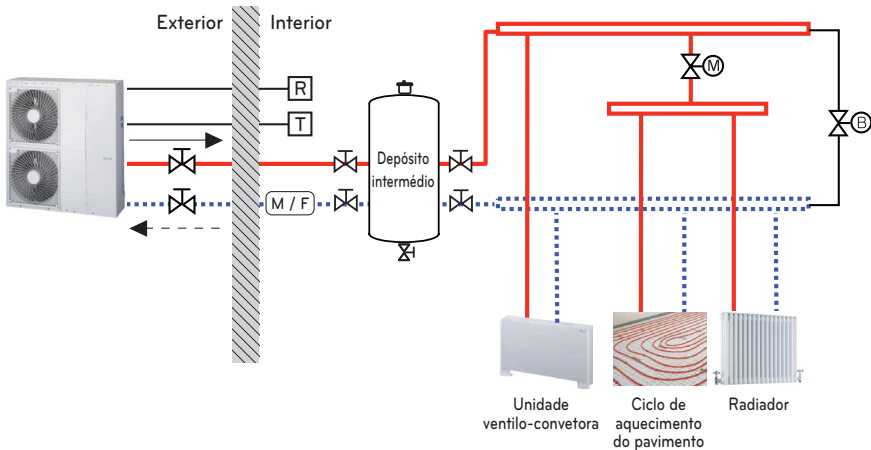 Exterior
Interior
R
T
M / F
Depósito
intermédio
M
B
Unidade
ventilo-convetora
Ciclo de
aquecimento
do pavimento
Radiador